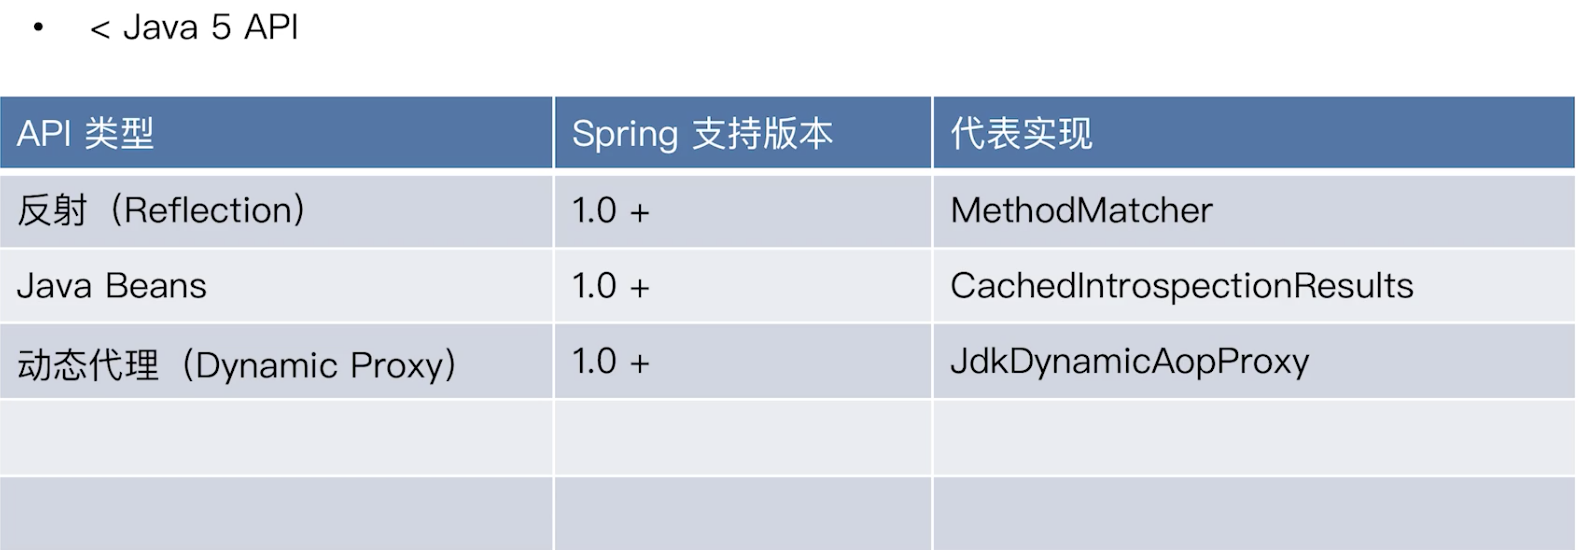 • < Java 5 API
API 类型 Spring 支持版本 代表实现
反射（Reflection） 1.0 + MethodMatcher
Java Beans 1.0 + CachedIntrospectionResults
动态代理（Dynamic Proxy） 1.0 + JdkDynamicAopProxy